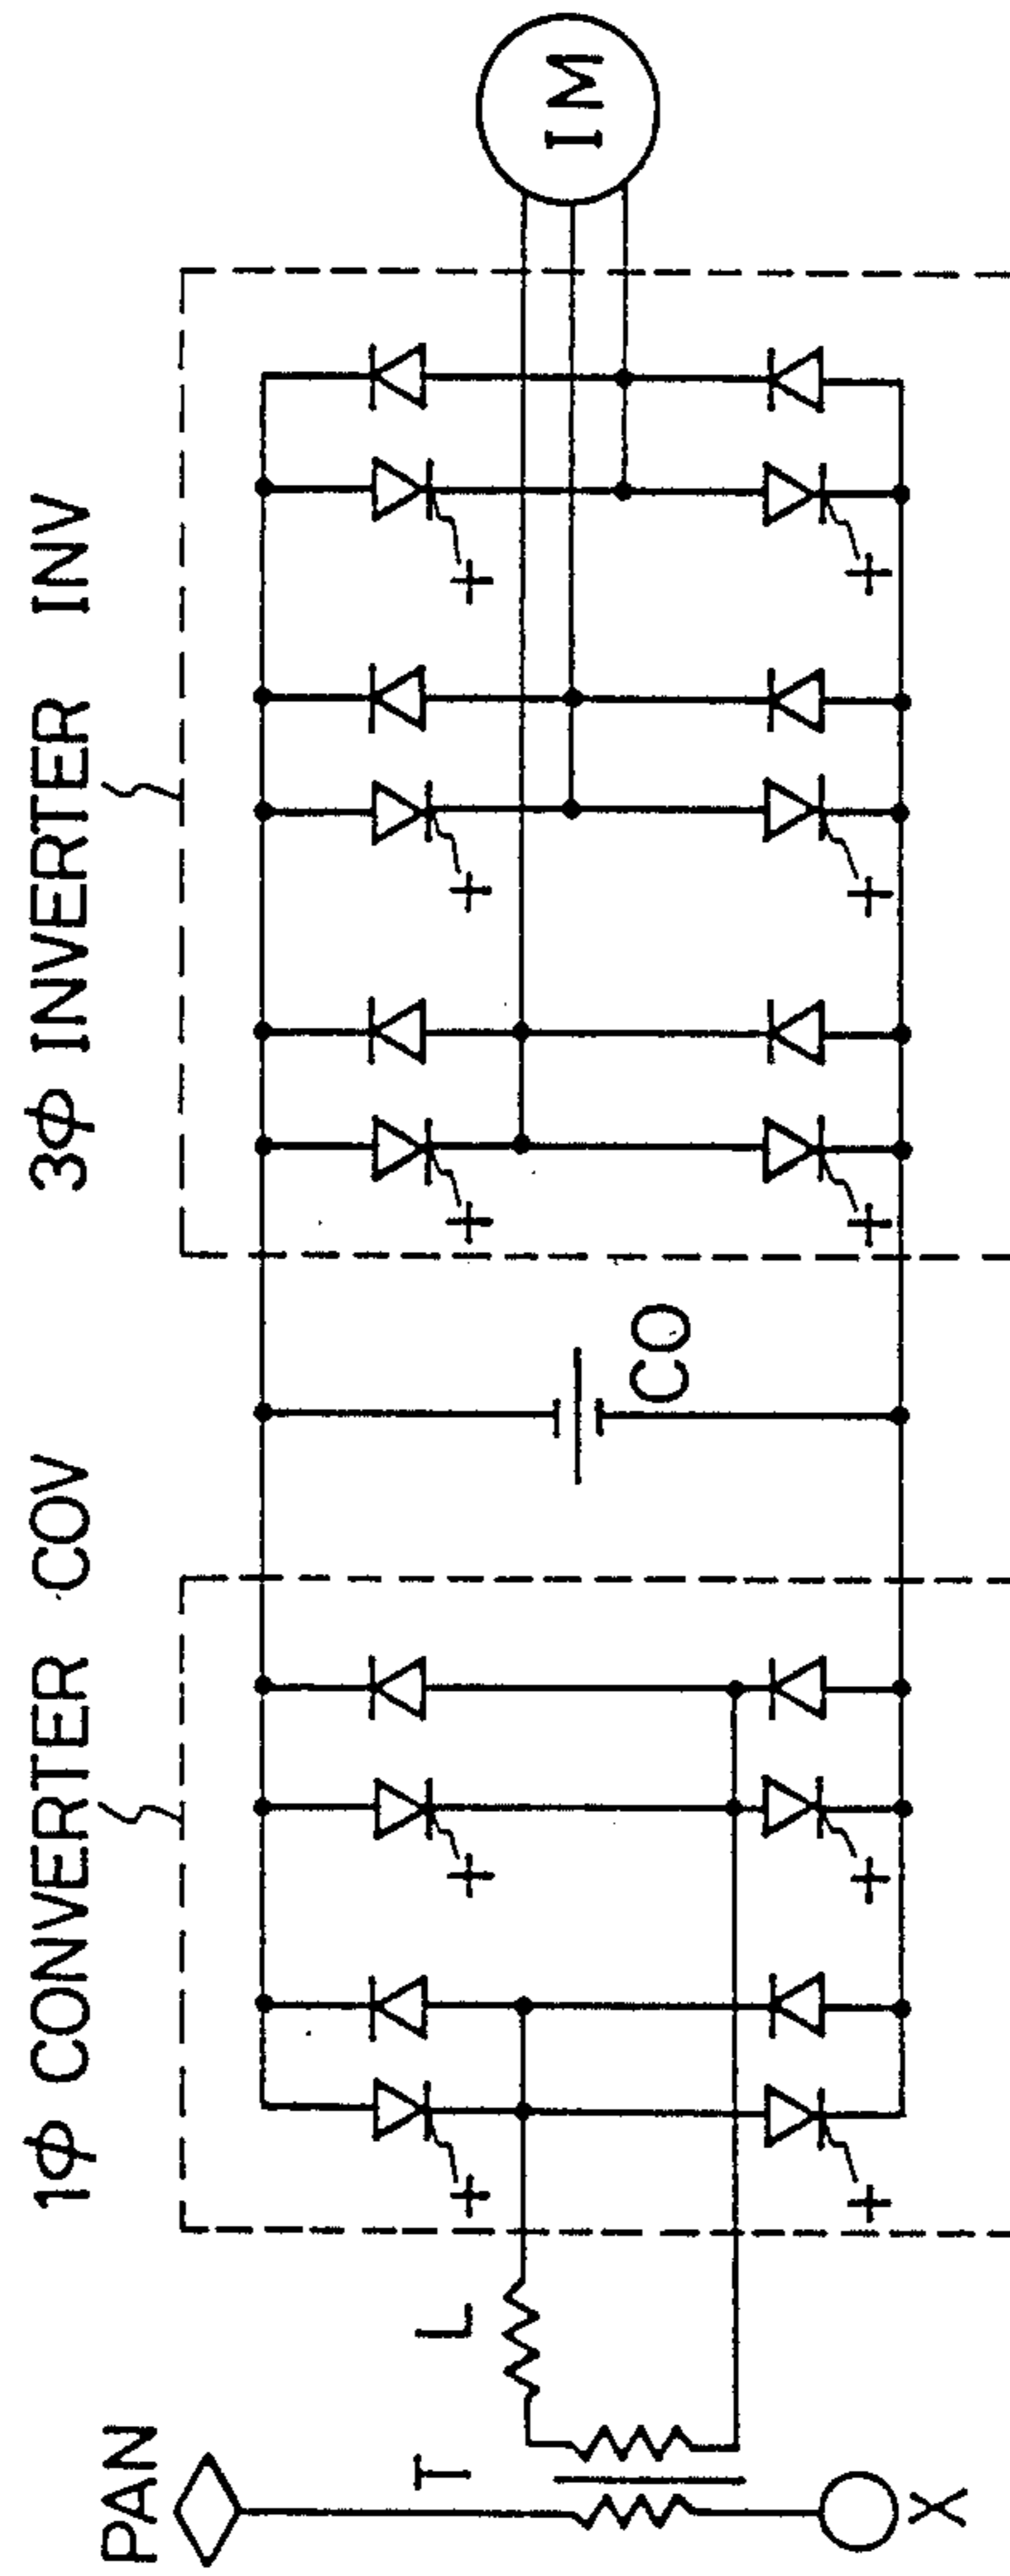 1ϕ CONVERTER COV
3ϕ INVERTER INV
PAN
T
L
CO
IM
X